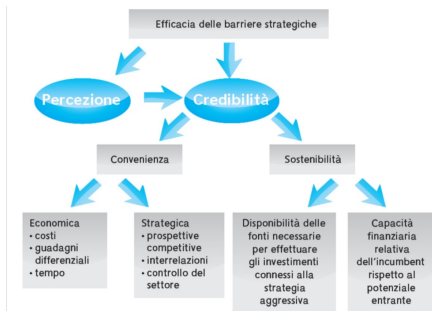 Efficacia delle barriere strategiche
Percezione
Credibilità
Convenienza
Sostenibilità
Economica
• costi
• guadagni
differenziali
• tempo
Strategica
• prospettive
competitive
• interrelazioni
• controllo del
settore
Disponibilità delle
fonti necessarie
per effettuare
gli investimenti
connessi alla
strategia
aggressiva
Capacità
finanziaria
relativa
dell'incumbent
rispetto al
potenziale
entrante